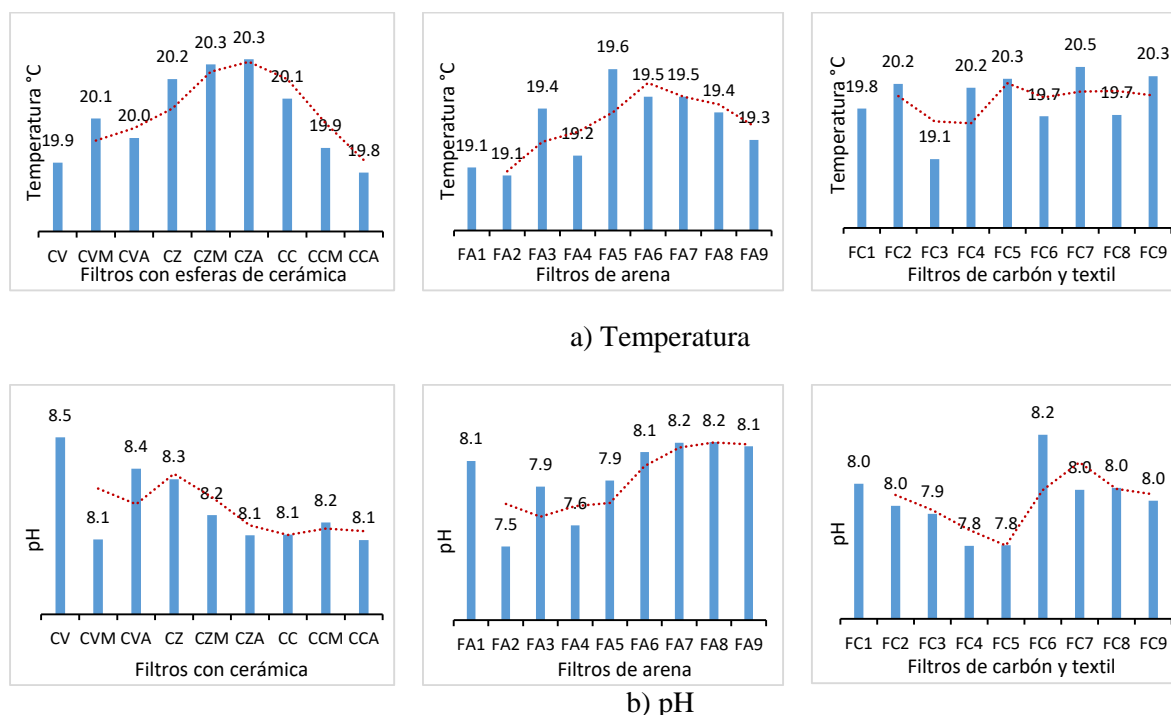 Temperatura °C
19.9 20.1 20.0 20.2 20.3 20.3 20.1 19.9 19.8
CV CVM CVA CZ CZM CZA CC CCM CCA
Filtros con esferas de cerámica
Temperatura °C
19.1 19.1 19.4 19.2 19.6 19.5 19.5 19.4 19.3
FA1 FA2 FA3 FA4 FA5 FA6 FA7 FA8 FA9
Filtros de arena
Temperatura °C
19.8 20.2 19.1 20.2 20.3 19.7 20.5 19.7 20.3
FC1 FC2 FC3 FC4 FC5 FC6 FC7 FC8 FC9
Filtros de carbón y textil
a) Temperatura
pH
8.5 8.1 8.4 8.3 8.2 8.1 8.1 8.2 8.1
CV CVM CVA CZ CZM CZA CC CCM CCA
Filtros con cerámica
pH
8.1 7.5 7.9 7.6 7.9 8.1 8.2 8.2 8.1
FA1 FA2 FA3 FA4 FA5 FA6 FA7 FA8 FA9
Filtros de arena
pH
8.0 8.0 7.9 7.8 7.8 8.2 8.0 8.0 8.0
FC1 FC2 FC3 FC4 FC5 FC6 FC7 FC8 FC9
Filtros de carbón y textil
b) pH